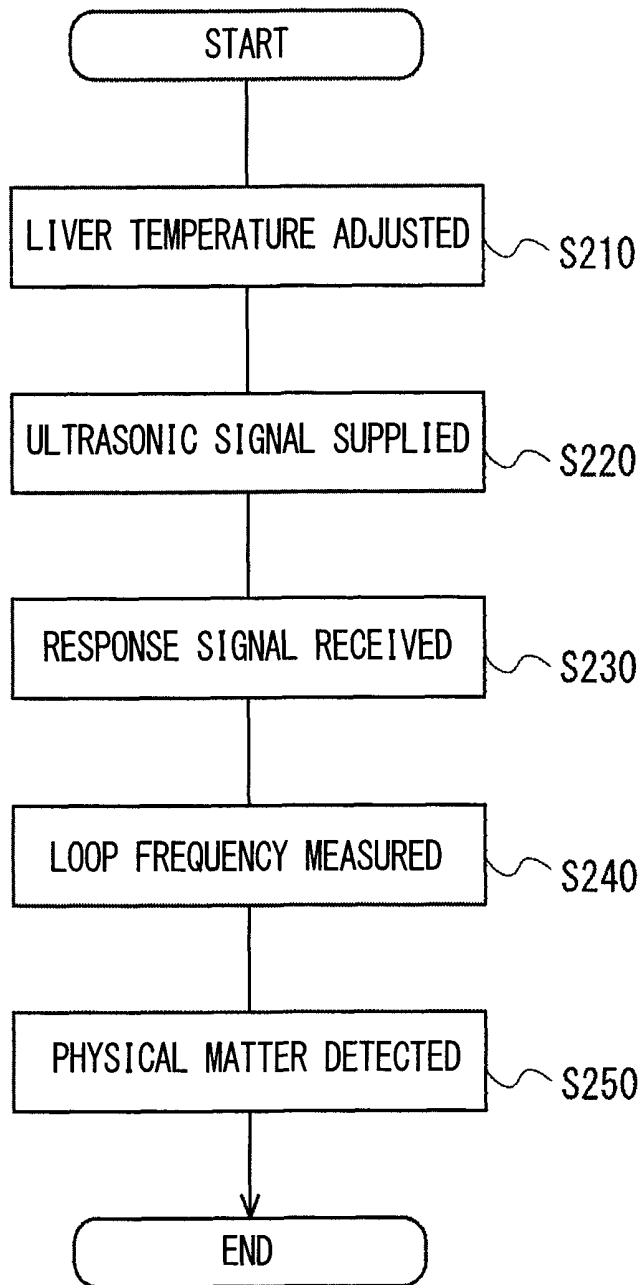 START
LIVER TEMPERATURE ADJUSTED
S210
ULTRASONIC SIGNAL SUPPLIED
S220
RESPONSE SIGNAL RECEIVED
S230
LOOP FREQUENCY MEASURED
S240
PHYSICAL MATTER DETECTED
S250
END